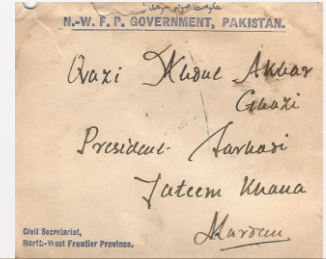 N.-W. F. P. GOVERNMENT, PAKISTAN.
Qazi Abdul Akbar
Ghazi
President Sarhadi
Yateem Khana
Mardan
Civil Secretariat,
North-West Frontier Province.